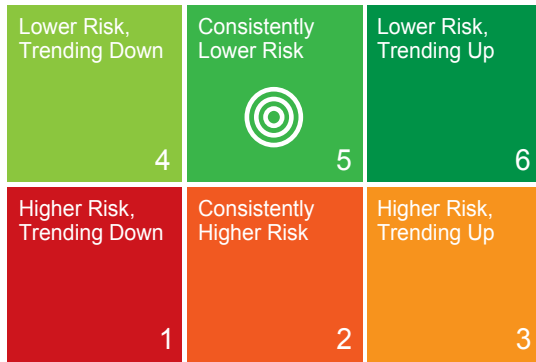 Lower Risk,
Trending Down
4
Consistently
Lower Risk
5
Lower Risk,
Trending Up
6
Higher Risk,
Trending Down
1
Consistently
Higher Risk
2
Higher Risk,
Trending Up
3